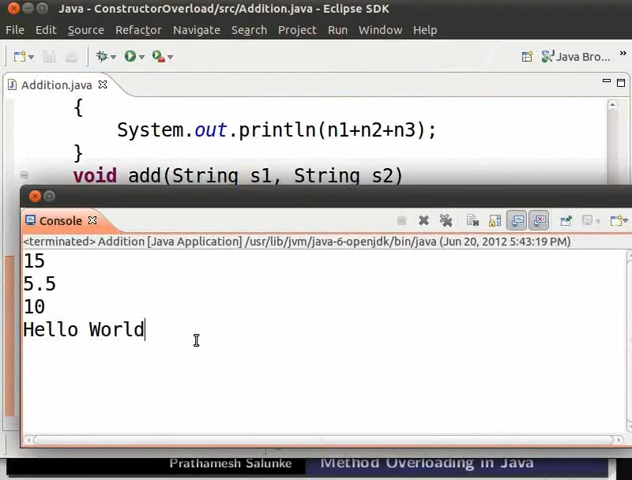 Java - ConstructorOverload/src/Addition.java - Eclipse SDK
File Edit Source Refactor Navigate Search Project Run Window Help
Java Bro...
Addition.java
{
System.out.println(n1+n2+n3);
}
void add(String s1, String s2)
Console
<terminated> Addition [Java Application] /usr/lib/jvm/java-6-openjdk/bin/java (Jun 20, 2012 5:43:19 PM)
15
5.5
10
Hello World
Prathamesh Salunke Method Overloading in Java